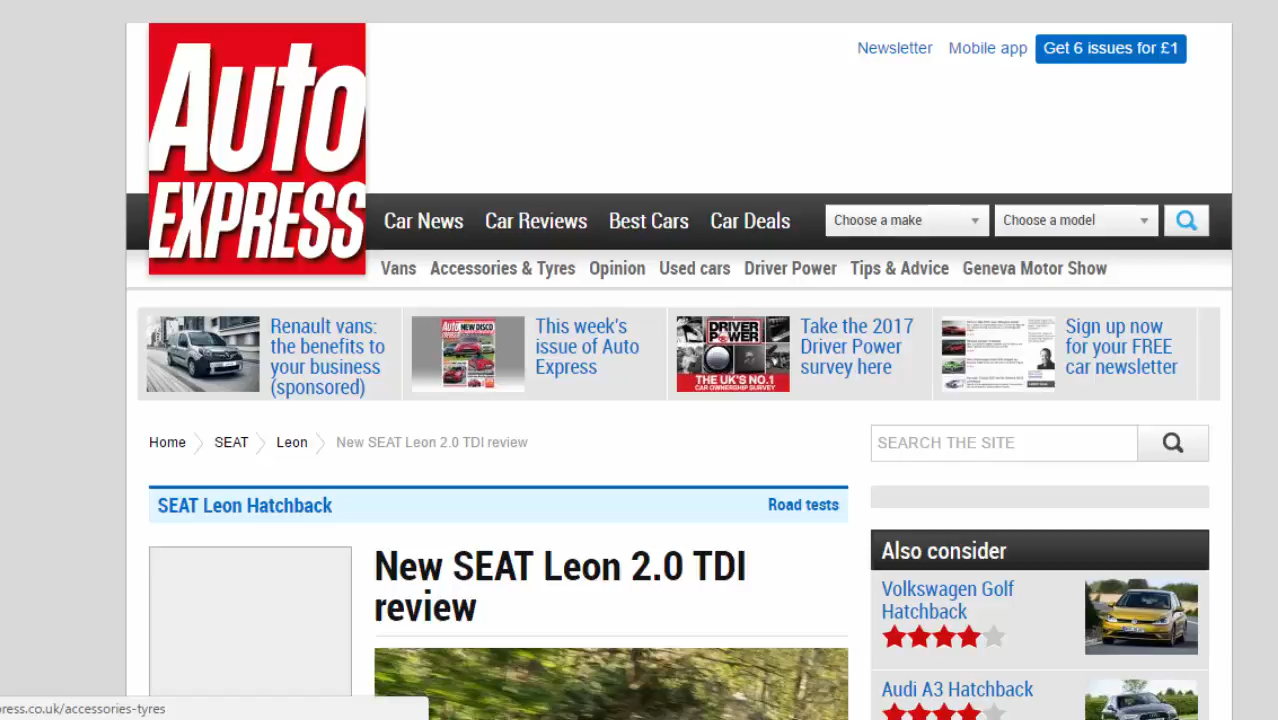 Auto
EXPRESS
Newsletter Mobile app Get 6 issues for £1
Car News Car Reviews Best Cars Car Deals Choose a make Choose a model
Vans Accessories & Tyres Opinion Used cars Driver Power Tips & Advice Geneva Motor Show
Renault vans:
the benefits to
your business
(sponsored)
Auto NEW DISCO
This week's
issue of Auto
Express
DRIVER
POWER
THE UK'S NO.1
CAR OWNERSHIP SURVEY
Take the 2017
Driver Power
survey here
Sign up now
for your FREE
car newsletter
Home SEAT Leon New SEAT Leon 2.0 TDI review
SEARCH THE SITE
SEAT Leon Hatchback Road tests
New SEAT Leon 2.0 TDI
review
Also consider
Volkswagen Golf
Hatchback
Audi A3 Hatchback
press.co.uk/accessories-tyres